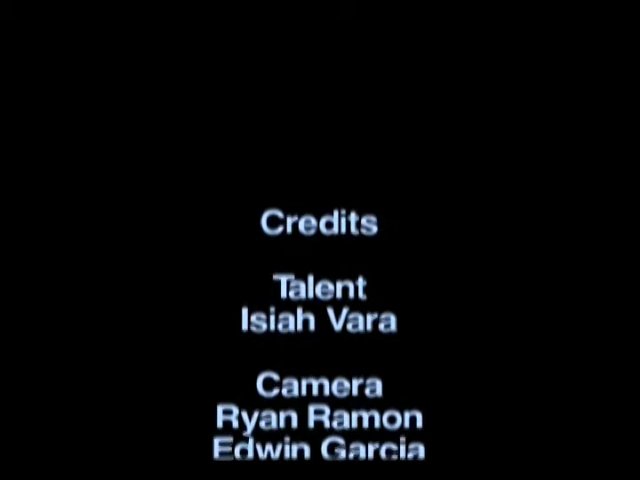 Credits
Talent
Isiah Vara
Camera
Ryan Ramon
Edwin Garcia